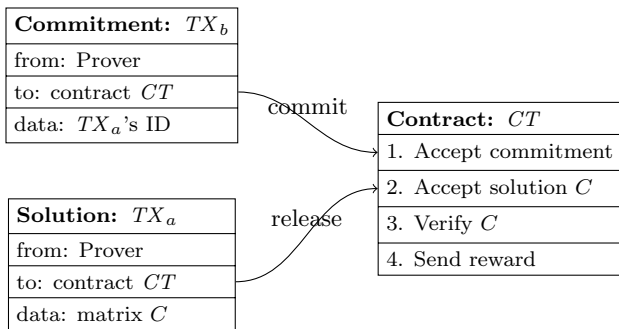 Commitment: TX_b
from: Prover
to: contract CT
data: TX_a's ID
commit
Contract: CT
1. Accept commitment
2. Accept solution C
3. Verify C
4. Send reward
Solution: TX_a
from: Prover
to: contract CT
data: matrix C
release